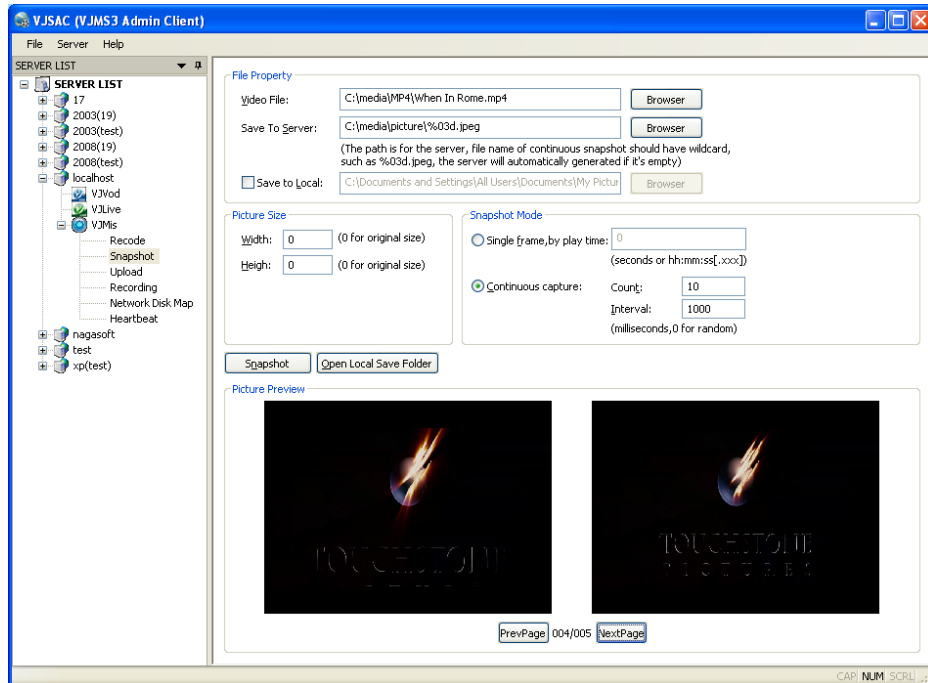 VJSAC (VJMS3 Admin Client)
File Server Help
SERVER LIST
SERVER LIST
17
2003(19)
2003(test)
2008(19)
2008(test)
localhost
VJVod
VJLive
VJMis
Recode
Snapshot
Upload
Recording
Network Disk Map
Heartbeat
nagasoft
test
xp(test)
File Property
Video File: C:\media\MP4\When In Rome.mp4 Browser
Save To Server: C:\media\picture\%03d.jpeg Browser
(The path is for the server, file name of continuous snapshot should have wildcard,
such as %03d.jpeg, the server will automatically generated if it's empty)
Save to Local: C:\Documents and Settings\All Users\Documents\My Pictur Browser
Picture Size
Width: 0 (0 for original size)
Heigh: 0 (0 for original size)
Snapshot Mode
Single frame,by play time: 0
(seconds or hh:mm:ss[.xxx])
Continuous capture: Count: 10
Interval: 1000
(milliseconds,0 for random)
Snapshot Open Local Save Folder
Picture Preview
TOUCHSTONE
TOUCHSTONE
PICTURES
PrevPage 004/005 NextPage
CAP NUM SCRL